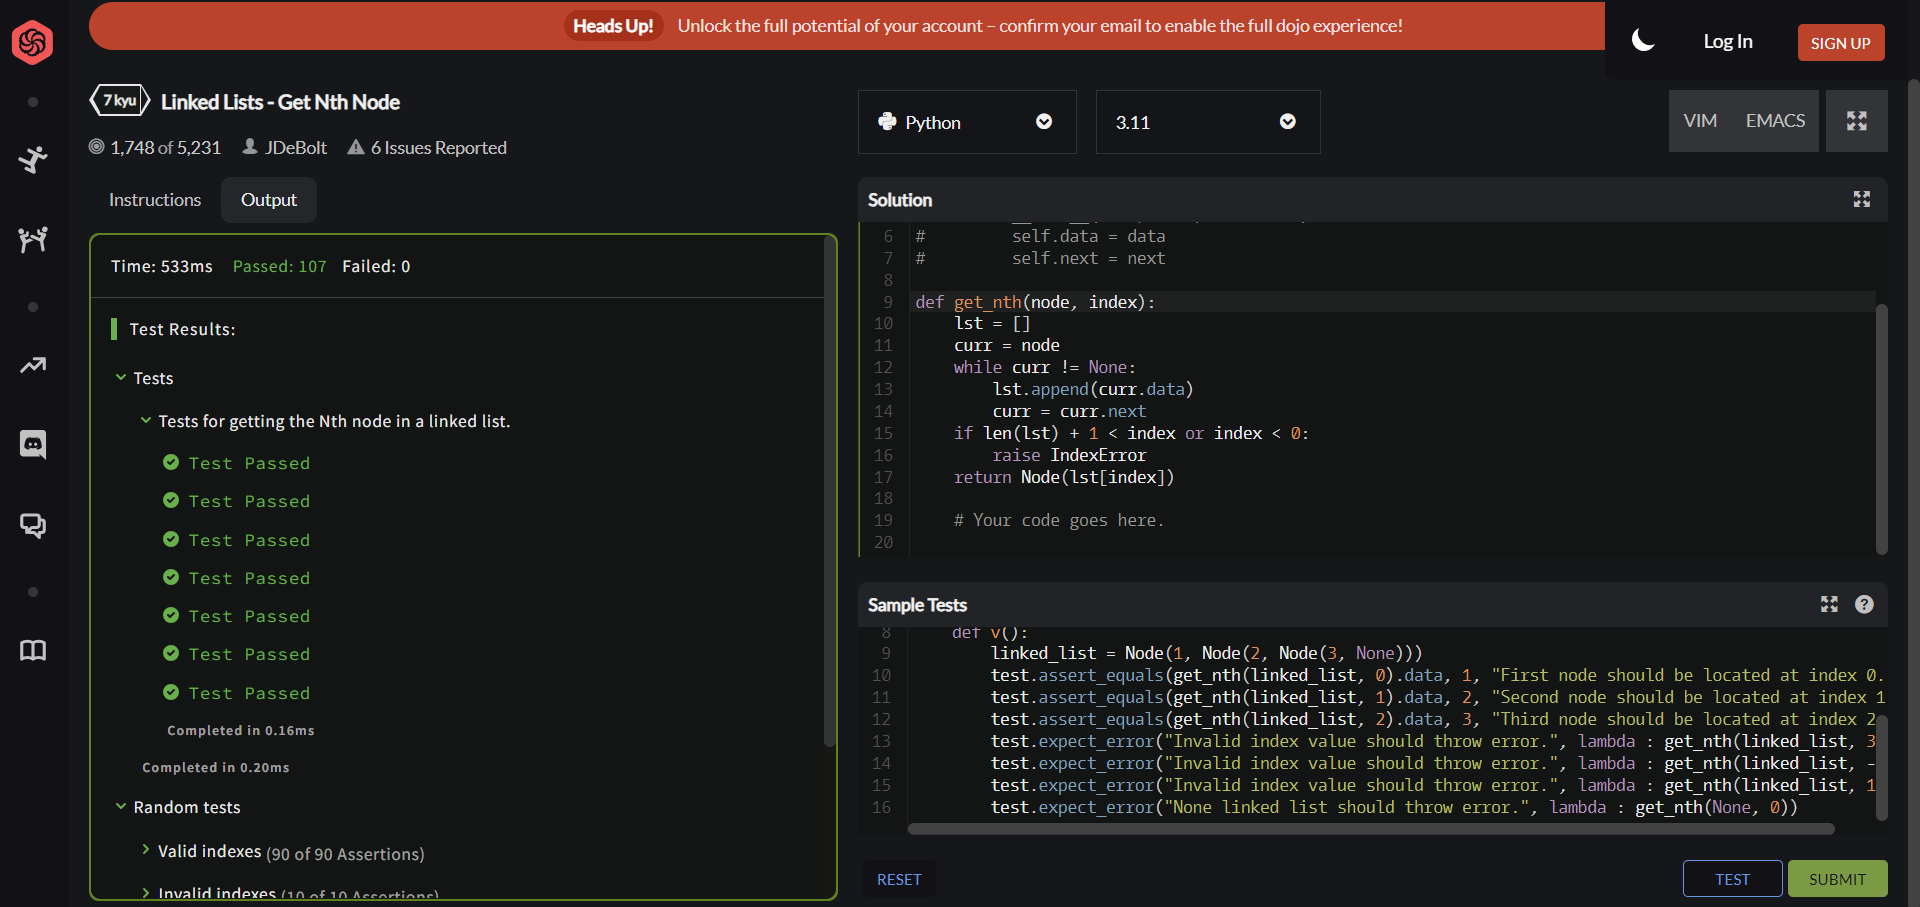 Heads Up! Unlock the full potential of your account – confirm your email to enable the full dojo experience!
Log In
SIGN UP
7 kyu Linked Lists - Get Nth Node
1,748 of 5,231 JDeBolt 6 Issues Reported
Instructions
Output
Time: 533ms Passed: 107 Failed: 0
Test Results:
Tests
Tests for getting the Nth node in a linked list.
Test Passed
Test Passed
Test Passed
Test Passed
Test Passed
Test Passed
Test Passed
Completed in 0.16ms
Completed in 0.20ms
Random tests
Valid indexes (90 of 90 Assertions)
Invalid indexes (10 of 10 Assertions)
Python
3.11
VIM
EMACS
Solution
6 #         self.data = data
7 #         self.next = next
8
9 def get_nth(node, index):
10     lst = []
11     curr = node
12     while curr != None:
13         lst.append(curr.data)
14         curr = curr.next
15     if len(lst) + 1 < index or index < 0:
16         raise IndexError
17     return Node(lst[index])
18
19     # Your code goes here.
20
Sample Tests
8     def v():
9         linked_list = Node(1, Node(2, Node(3, None)))
10         test.assert_equals(get_nth(linked_list, 0).data, 1, "First node should be located at index 0.
11         test.assert_equals(get_nth(linked_list, 1).data, 2, "Second node should be located at index 1
12         test.assert_equals(get_nth(linked_list, 2).data, 3, "Third node should be located at index 2
13         test.expect_error("Invalid index value should throw error.", lambda : get_nth(linked_list, 3
14         test.expect_error("Invalid index value should throw error.", lambda : get_nth(linked_list, -
15         test.expect_error("Invalid index value should throw error.", lambda : get_nth(linked_list, 1
16         test.expect_error("None linked list should throw error.", lambda : get_nth(None, 0))
RESET
TEST
SUBMIT